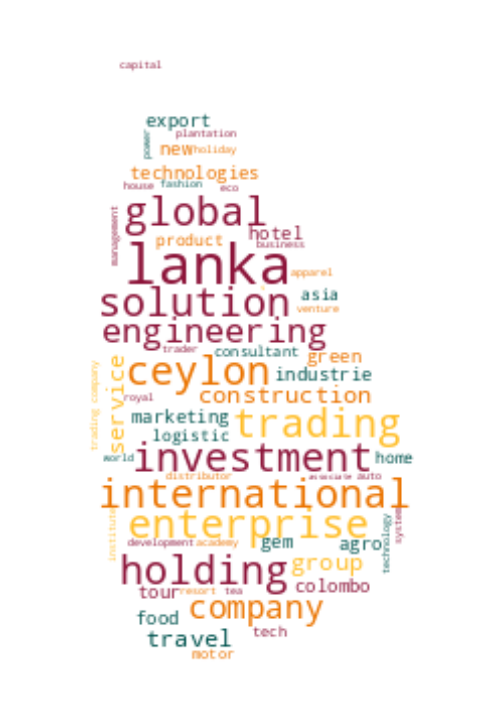 capital
export
power
plantation
new
holiday
technologies
house
fashion
eco
management
global
hotel
product
business
lanka
apparel
solution
asia
venture
engineering
trader
consultant
green
ceylon
industrie
service
trading company
royal
construction
marketing
trading
logistic
world
investment
home
distributor
associate
auto
international
institute
enterprise
technology
system
development
academy
gem
agro
holding
group
tour
resort
tea
colombo
company
food
travel
tech
motor